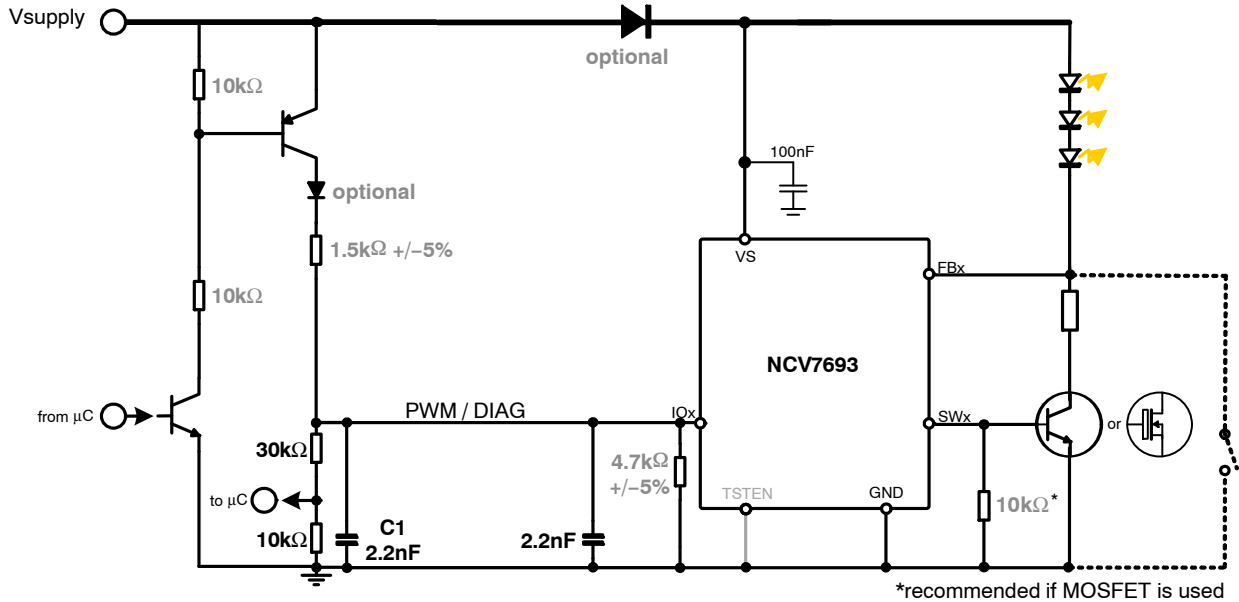 Vsupply
optional
10kΩ
100nF
optional
1.5kΩ +/−5%
VS
FBx
10kΩ
NCV7693
from μC
PWM / DIAG
IOx
SWx
or
30kΩ
4.7kΩ
+/−5%
TSTEN
GND
to μC
10kΩ*
C1
10kΩ
2.2nF
2.2nF
*recommended if MOSFET is used